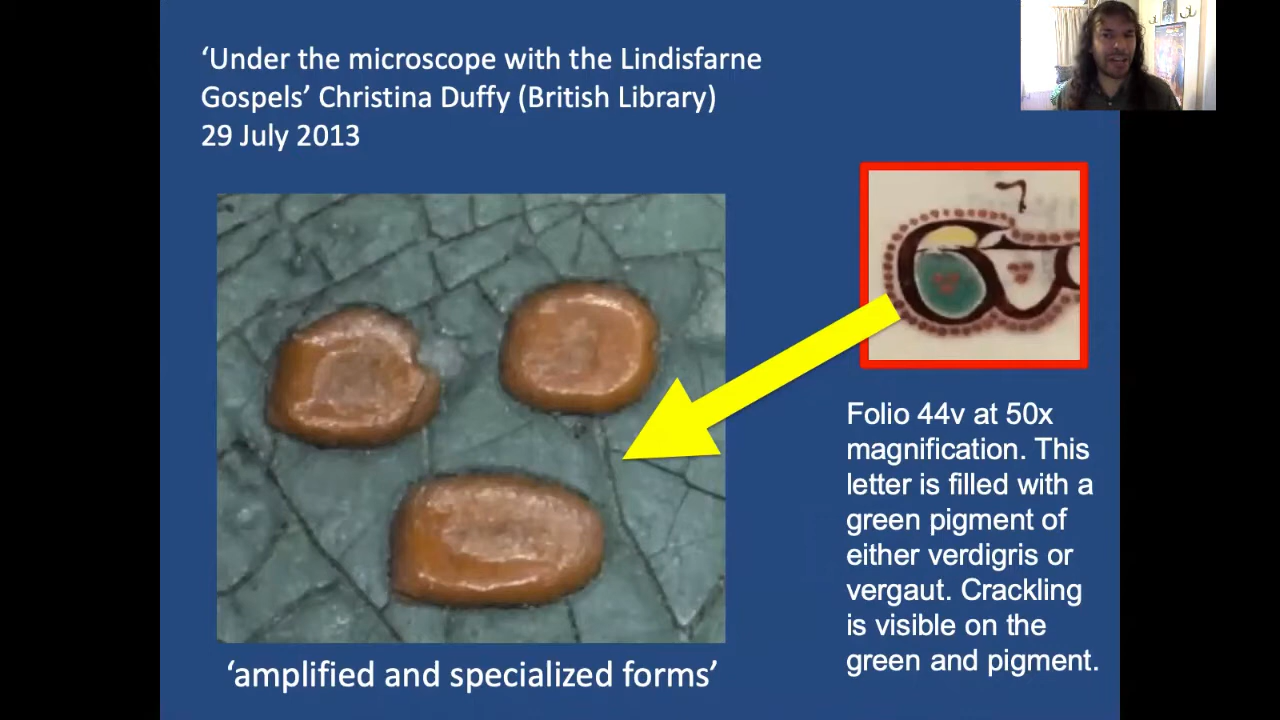 ‘Under the microscope with the Lindisfarne
Gospels’ Christina Duffy (British Library)
29 July 2013
Folio 44v at 50x
magnification. This
letter is filled with a
green pigment of
either verdigris or
vergaut. Crackling
is visible on the
green and pigment.
‘amplified and specialized forms’